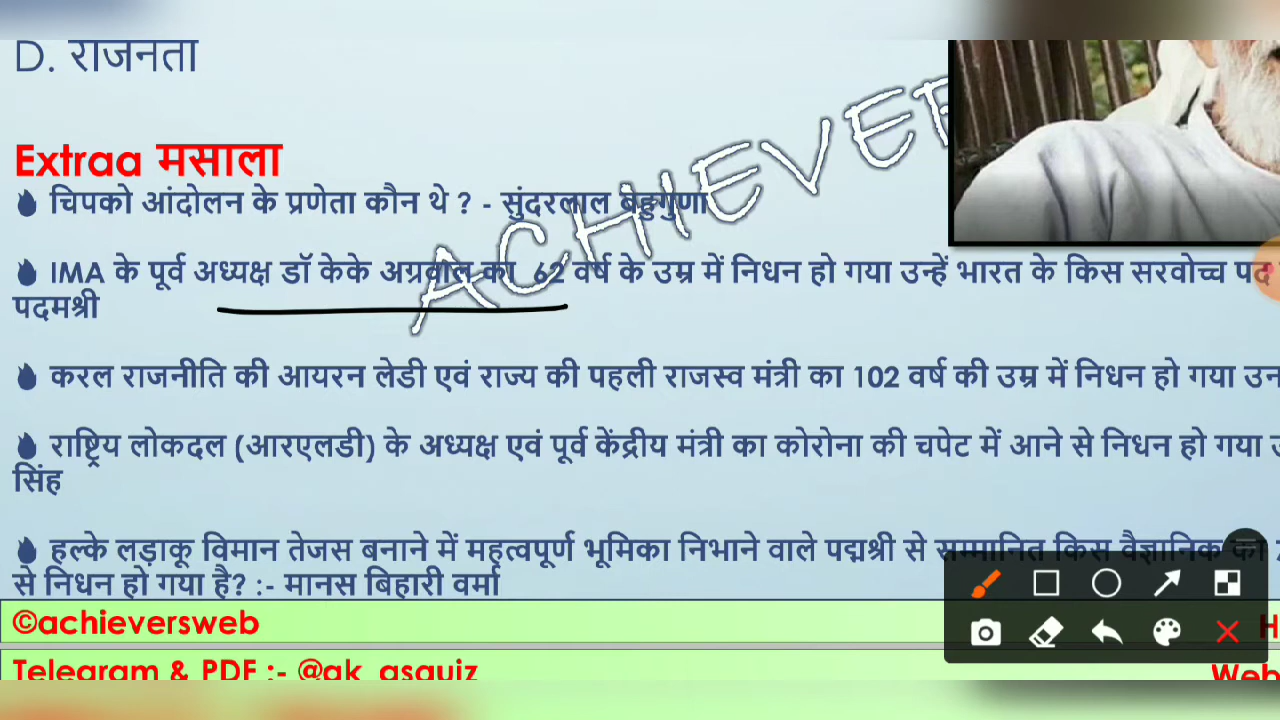 D. राजनता
Extraa मसाला
चिपको आंदोलन के प्रणेता कौन थे ? - सुंदरलाल बहुगुणा
IMA के पूर्व अध्यक्ष डॉ केके अग्रवाल का 62 वर्ष के उम्र में निधन हो गया उन्हें भारत के किस सरवोच्च पद
पदमश्री
करल राजनीति की आयरन लेडी एवं राज्य की पहली राजस्व मंत्री का 102 वर्ष की उम्र में निधन हो गया उन
राष्ट्रिय लोकदल (आरएलडी) के अध्यक्ष एवं पूर्व केंद्रीय मंत्री का कोरोना की चपेट में आने से निधन हो गया
सिंह
हल्के लड़ाकू विमान तेजस बनाने में महत्वपूर्ण भूमिका निभाने वाले पद्मश्री से सम्मानित किस वैज्ञानिक का
से निधन हो गया है? :- मानस बिहारी वर्मा
ACHIEVER
©achieversweb H
Telegram & PDF :- @ak_asquiz Web